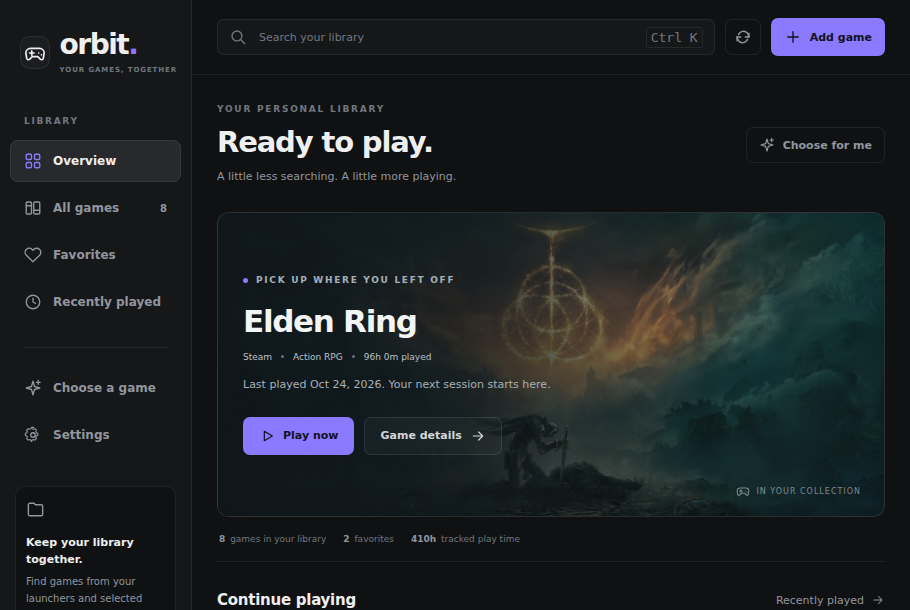 orbit.
YOUR GAMES, TOGETHER
LIBRARY
Overview
All games 8
Favorites
Recently played
Choose a game
Settings
Keep your library
together.
Find games from your
launchers and selected
Search your library Ctrl K
Add game
YOUR PERSONAL LIBRARY
Ready to play.
A little less searching. A little more playing.
Choose for me
PICK UP WHERE YOU LEFT OFF
Elden Ring
Steam • Action RPG • 96h 0m played
Last played Oct 24, 2026. Your next session starts here.
Play now
Game details →
IN YOUR COLLECTION
8 games in your library 2 favorites 410h tracked play time
Continue playing
Recently played →